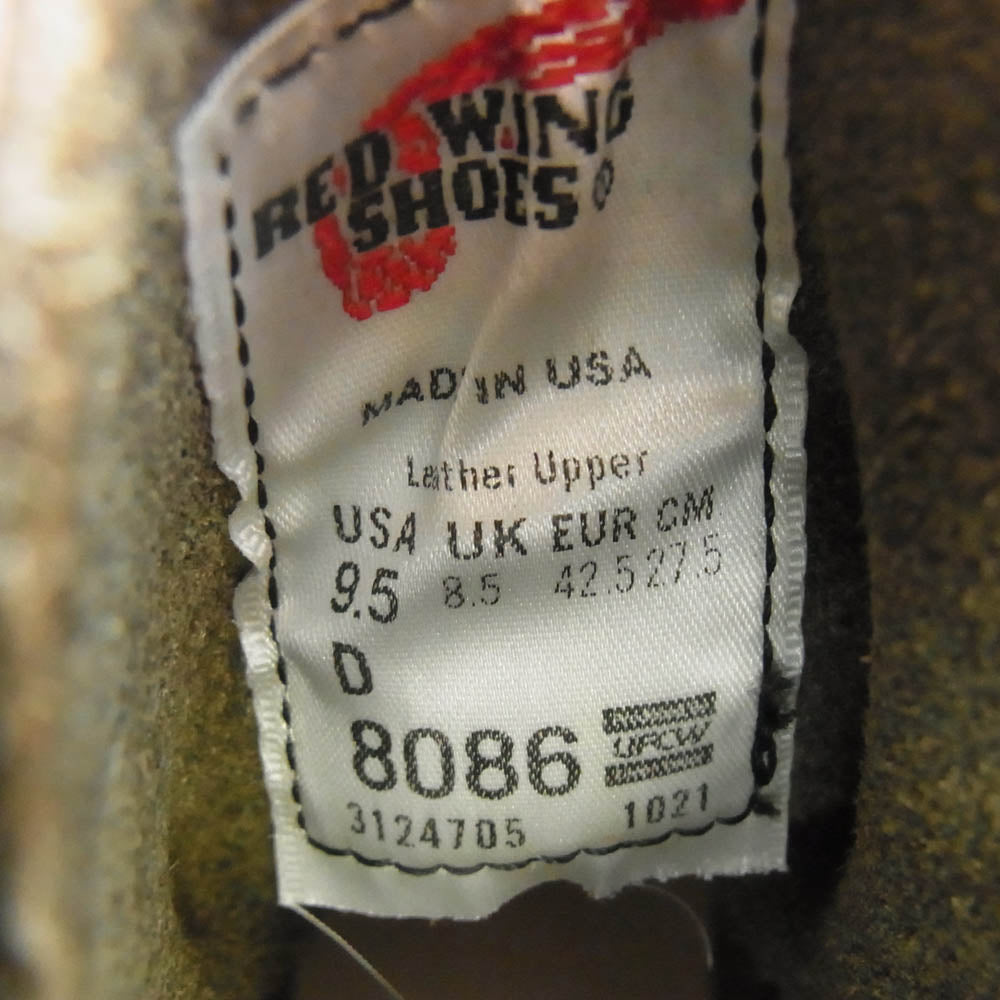 RED WING
SHOES ®
MADE IN USA
Leather Upper
USA UK EUR CM
9.5 8.5 42.5 27.5
D
8086 UFCW
3124705 1021